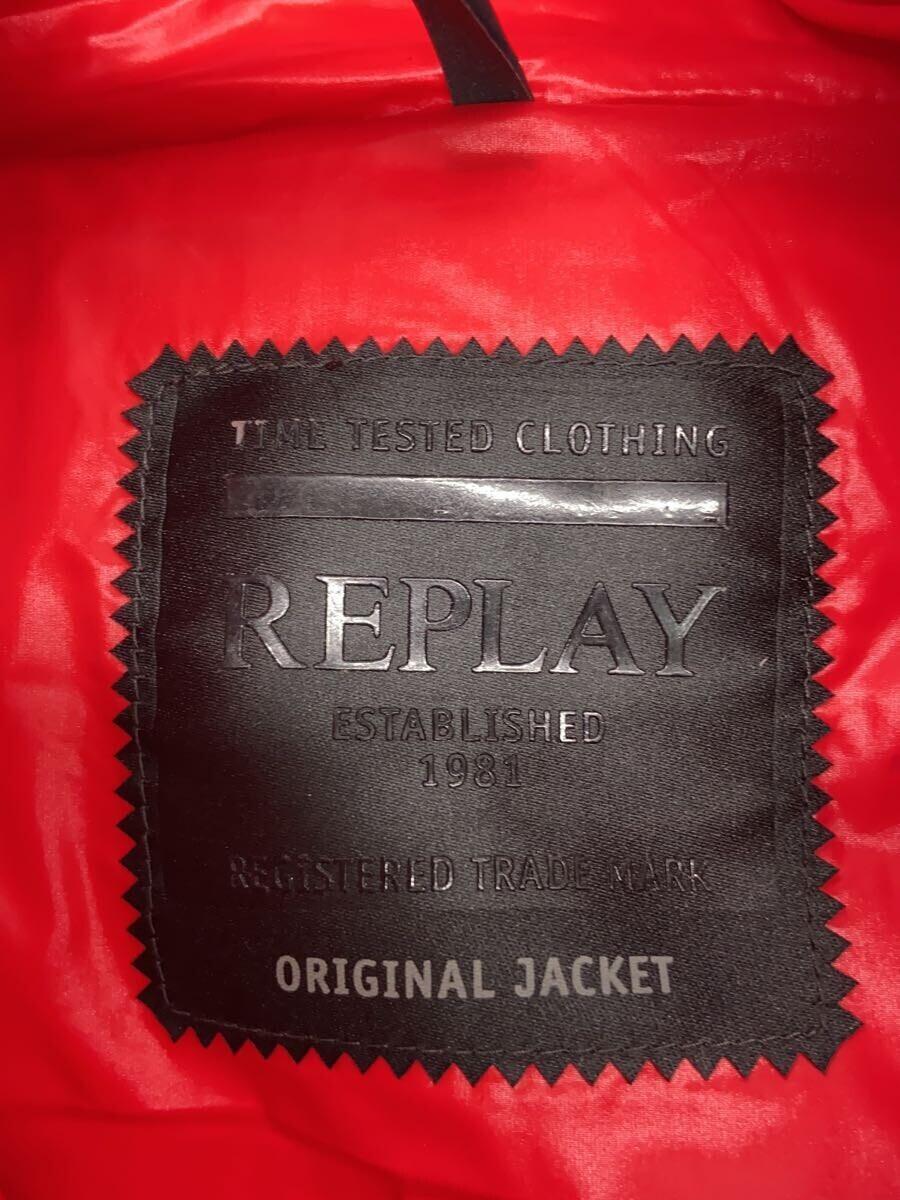 TIME TESTED CLOTHING
REPLAY
ESTABLISHED
1981
REGISTERED TRADE MARK
ORIGINAL JACKET